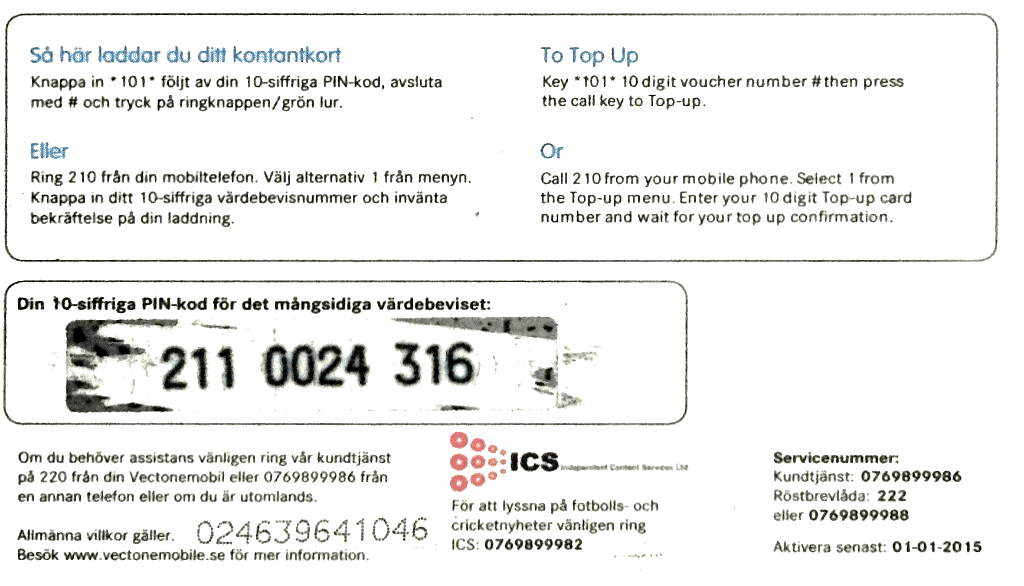 Så här laddar du ditt kontantkort
Knappa in *101* följt av din 10-siffriga PIN-kod, avsluta
med # och tryck på ringknappen/grön lur.
Eller
Ring 210 från din mobiltelefon. Välj alternativ 1 från menyn.
Knappa in ditt 10-siffriga värdebevisnummer och invänta
bekräftelse på din laddning.
To Top Up
Key *101* 10 digit voucher number # then press
the call key to Top-up.
Or
Call 210 from your mobile phone. Select 1 from
the Top-up menu. Enter your 10 digit Top-up card
number and wait for your top up confirmation.
Din 10-siffriga PIN-kod för det mångsidiga värdebeviset:
211 0024 316
Om du behöver assistans vänligen ring vår kundtjänst
på 220 från din Vectonemobil eller 0769899986 från
en annan telefon eller om du är utomlands.
Allmänna villkor gäller. 024639641046
Besök www.vectonemobile.se för mer information.
ICS Independent Content Services Ltd
För att lyssna på fotbolls- och
cricketnyheter vänligen ring
ICS: 0769899982
Servicenummer:
Kundtjänst: 0769899986
Röstbrevlåda: 222
eller 0769899988
Aktivera senast: 01-01-2015